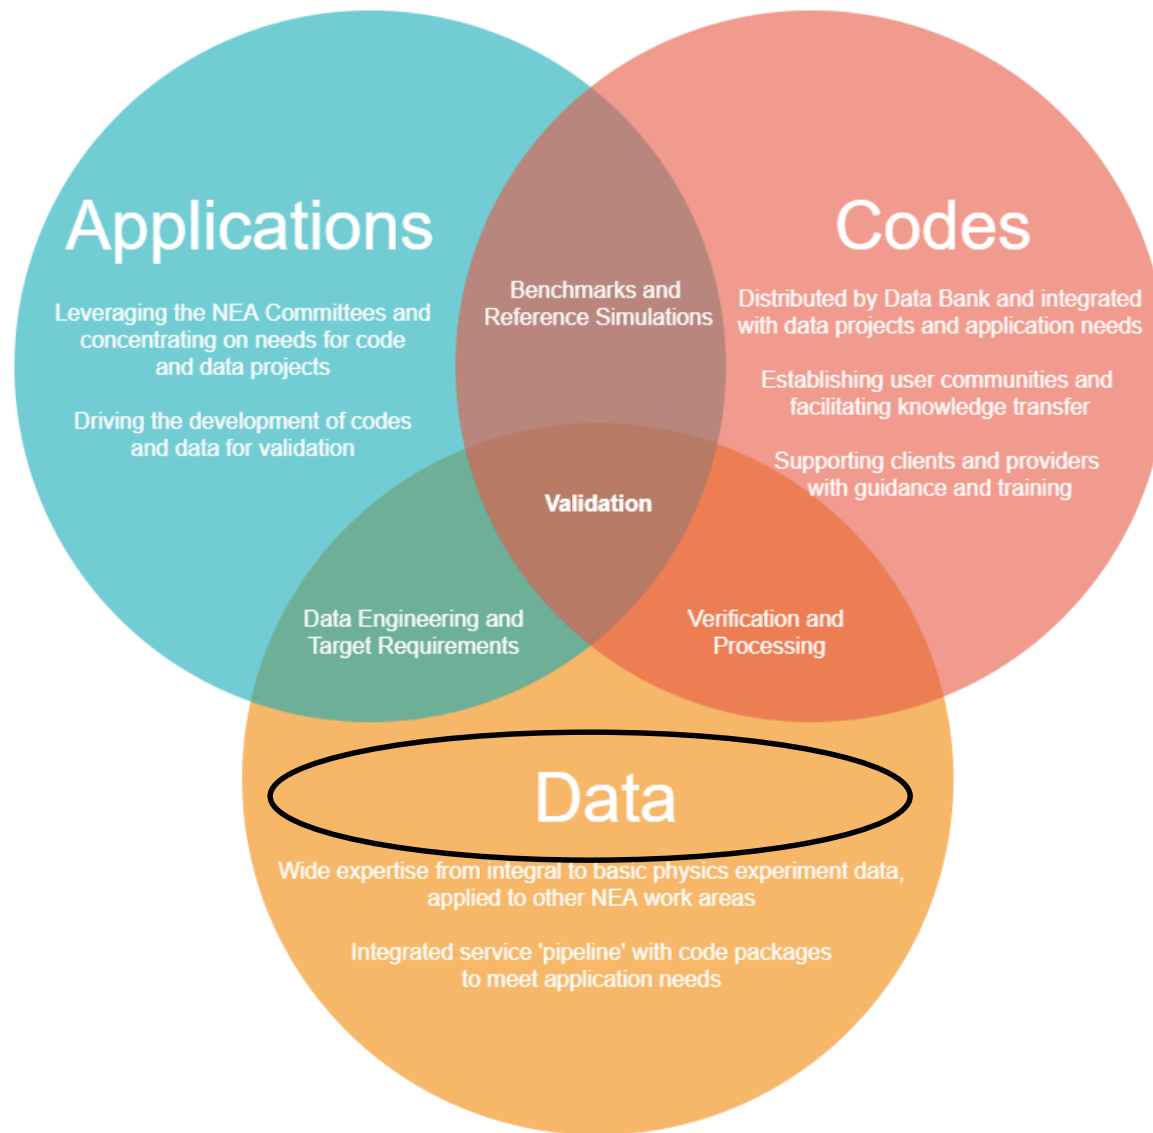 Applications
Leveraging the NEA Committees and
concentrating on needs for code
and data projects
Driving the development of codes
and data for validation
Benchmarks and
Reference Simulations
Codes
Distributed by Data Bank and integrated
with data projects and application needs
Establishing user communities and
facilitating knowledge transfer
Supporting clients and providers
with guidance and training
Validation
Data Engineering and
Target Requirements
Verification and
Processing
Data
Wide expertise from integral to basic physics experiment data,
applied to other NEA work areas
Integrated service 'pipeline' with code packages
to meet application needs